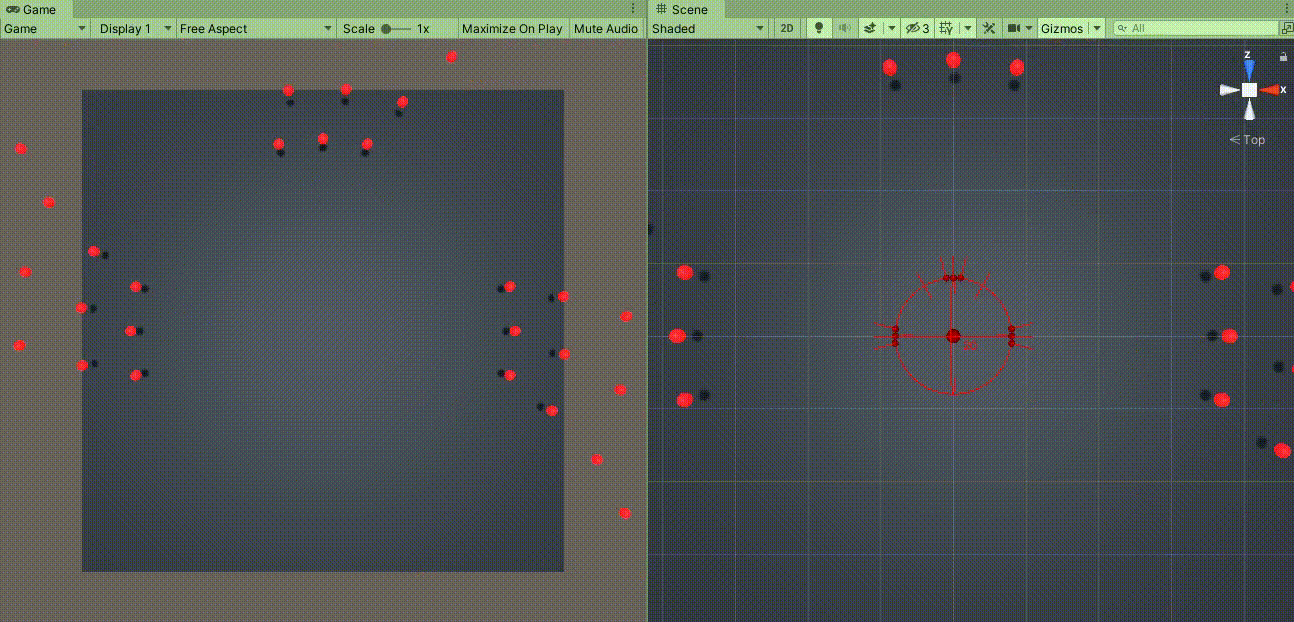 Game
Game Display 1 Free Aspect Scale 1x Maximize On Play Mute Audio
Scene
Shaded 2D 3 Gizmos All
z
x
< Top